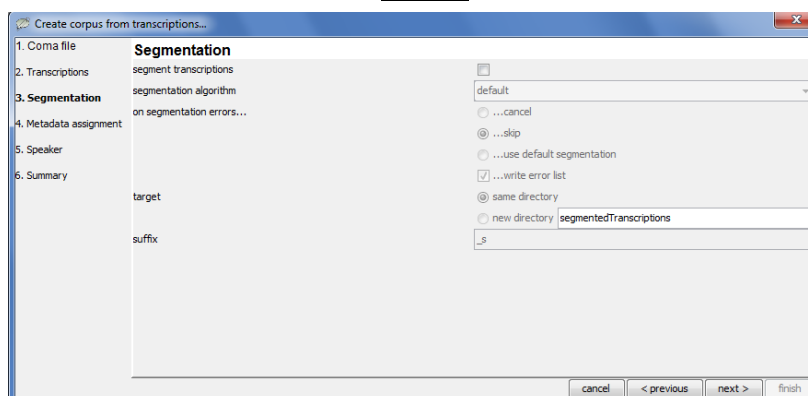 Create corpus from transcriptions...
x
1. Coma file
Segmentation
2. Transcriptions
segment transcriptions
3. Segmentation
segmentation algorithm
default
4. Metadata assignment
on segmentation errors...
...cancel
...skip
5. Speaker
...use default segmentation
6. Summary
...write error list
target
same directory
new directory segmentedTranscriptions
suffix
_s
cancel
< previous
next >
finish